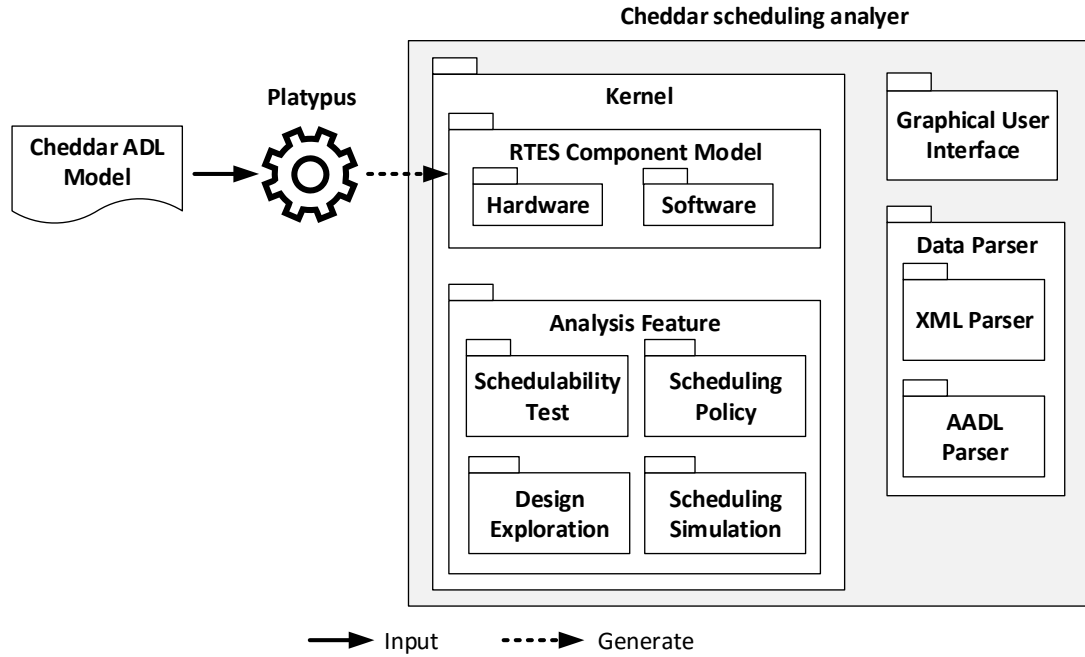 Cheddar scheduling analyer
Platypus
Cheddar ADL
Model
Kernel
RTES Component Model
Hardware
Software
Analysis Feature
Schedulability
Test
Scheduling
Policy
Design
Exploration
Scheduling
Simulation
Graphical User
Interface
Data Parser
XML Parser
AADL
Parser
Input
Generate